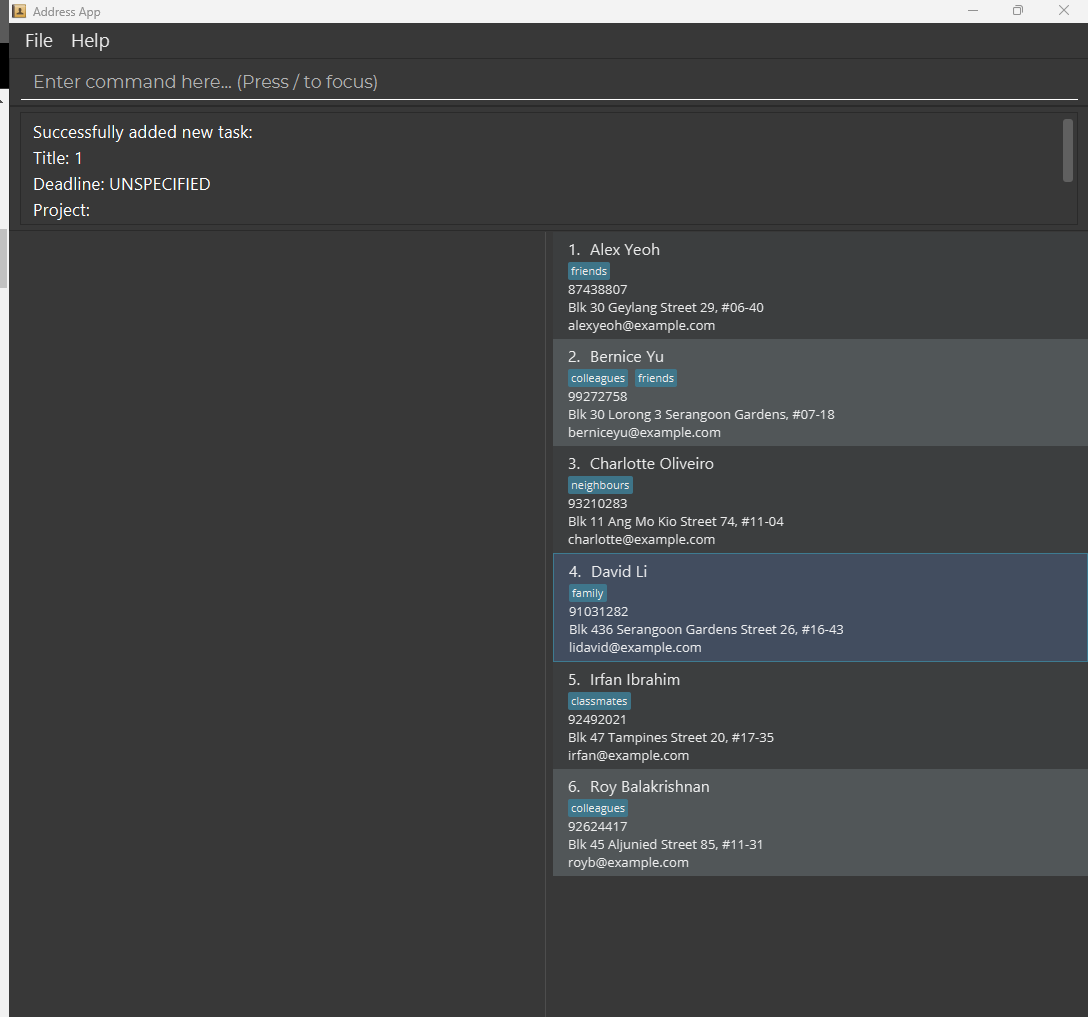 Address App
File Help
Enter command here... (Press / to focus)
Successfully added new task:
Title: 1
Deadline: UNSPECIFIED
Project:
1. Alex Yeoh
friends
87438807
Blk 30 Geylang Street 29, #06-40
alexyeoh@example.com
2. Bernice Yu
colleagues friends
99272758
Blk 30 Lorong 3 Serangoon Gardens, #07-18
berniceyu@example.com
3. Charlotte Oliveiro
neighbours
93210283
Blk 11 Ang Mo Kio Street 74, #11-04
charlotte@example.com
4. David Li
family
91031282
Blk 436 Serangoon Gardens Street 26, #16-43
lidavid@example.com
5. Irfan Ibrahim
classmates
92492021
Blk 47 Tampines Street 20, #17-35
irfan@example.com
6. Roy Balakrishnan
colleagues
92624417
Blk 45 Aljunied Street 85, #11-31
royb@example.com